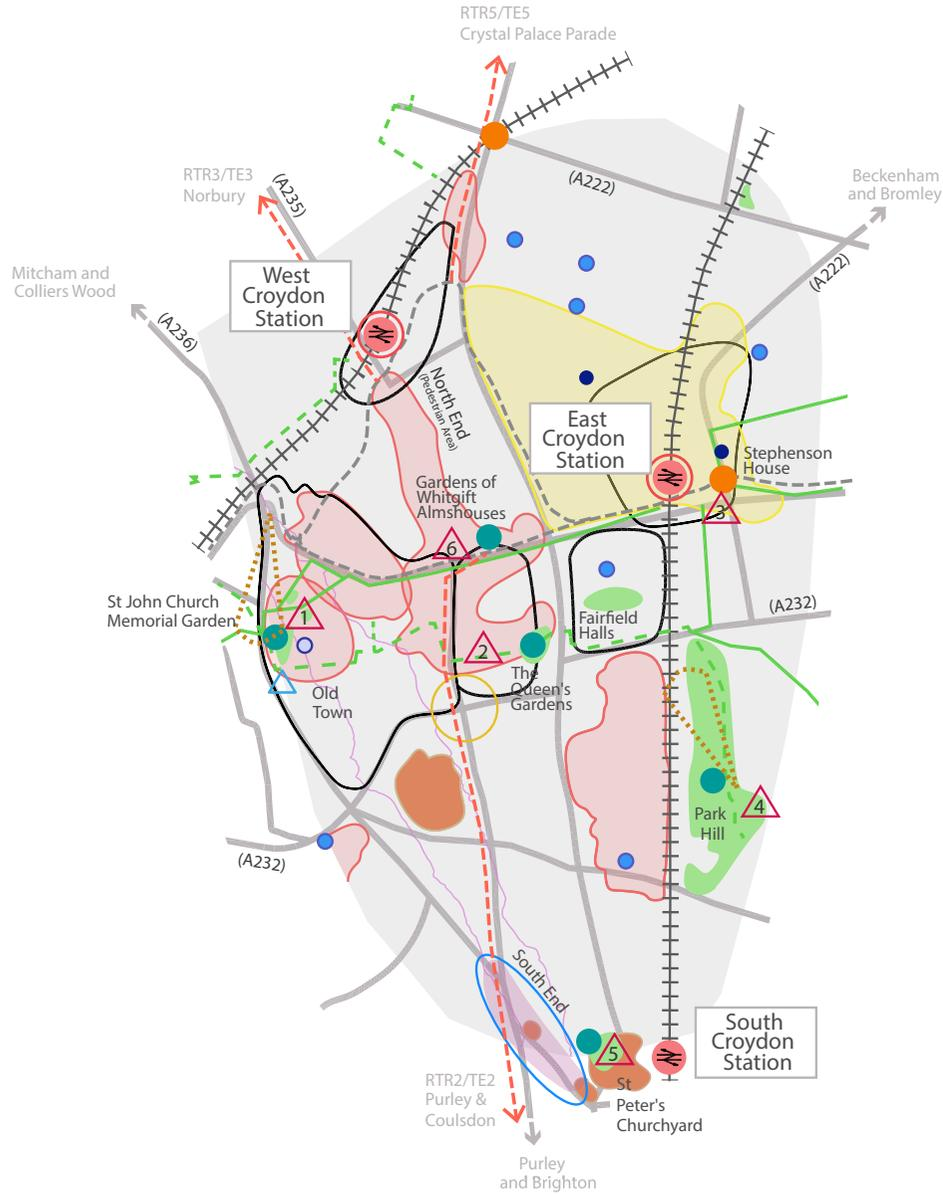 RTR5/TE5
Crystal Palace Parade
(A222)
RTR3/TE3
Norbury
(A235)
Beckenham
and Bromley
(A222)
Mitcham and
Colliers Wood
(A236)
West
Croydon
Station
North End
(Pedestrian Area)
East
Croydon
Station
Stephenson
House
3
Gardens of
Whitgift
Almshouses
6
St John Church
Memorial Garden
1
Fairfield
Halls
(A232)
2
The
Queen's
Gardens
Old
Town
Park
Hill
4
(A232)
South End
South
Croydon
Station
5
St
Peter's
Churchyard
RTR2/TE2
Purley &
Coulsdon
Purley
and Brighton